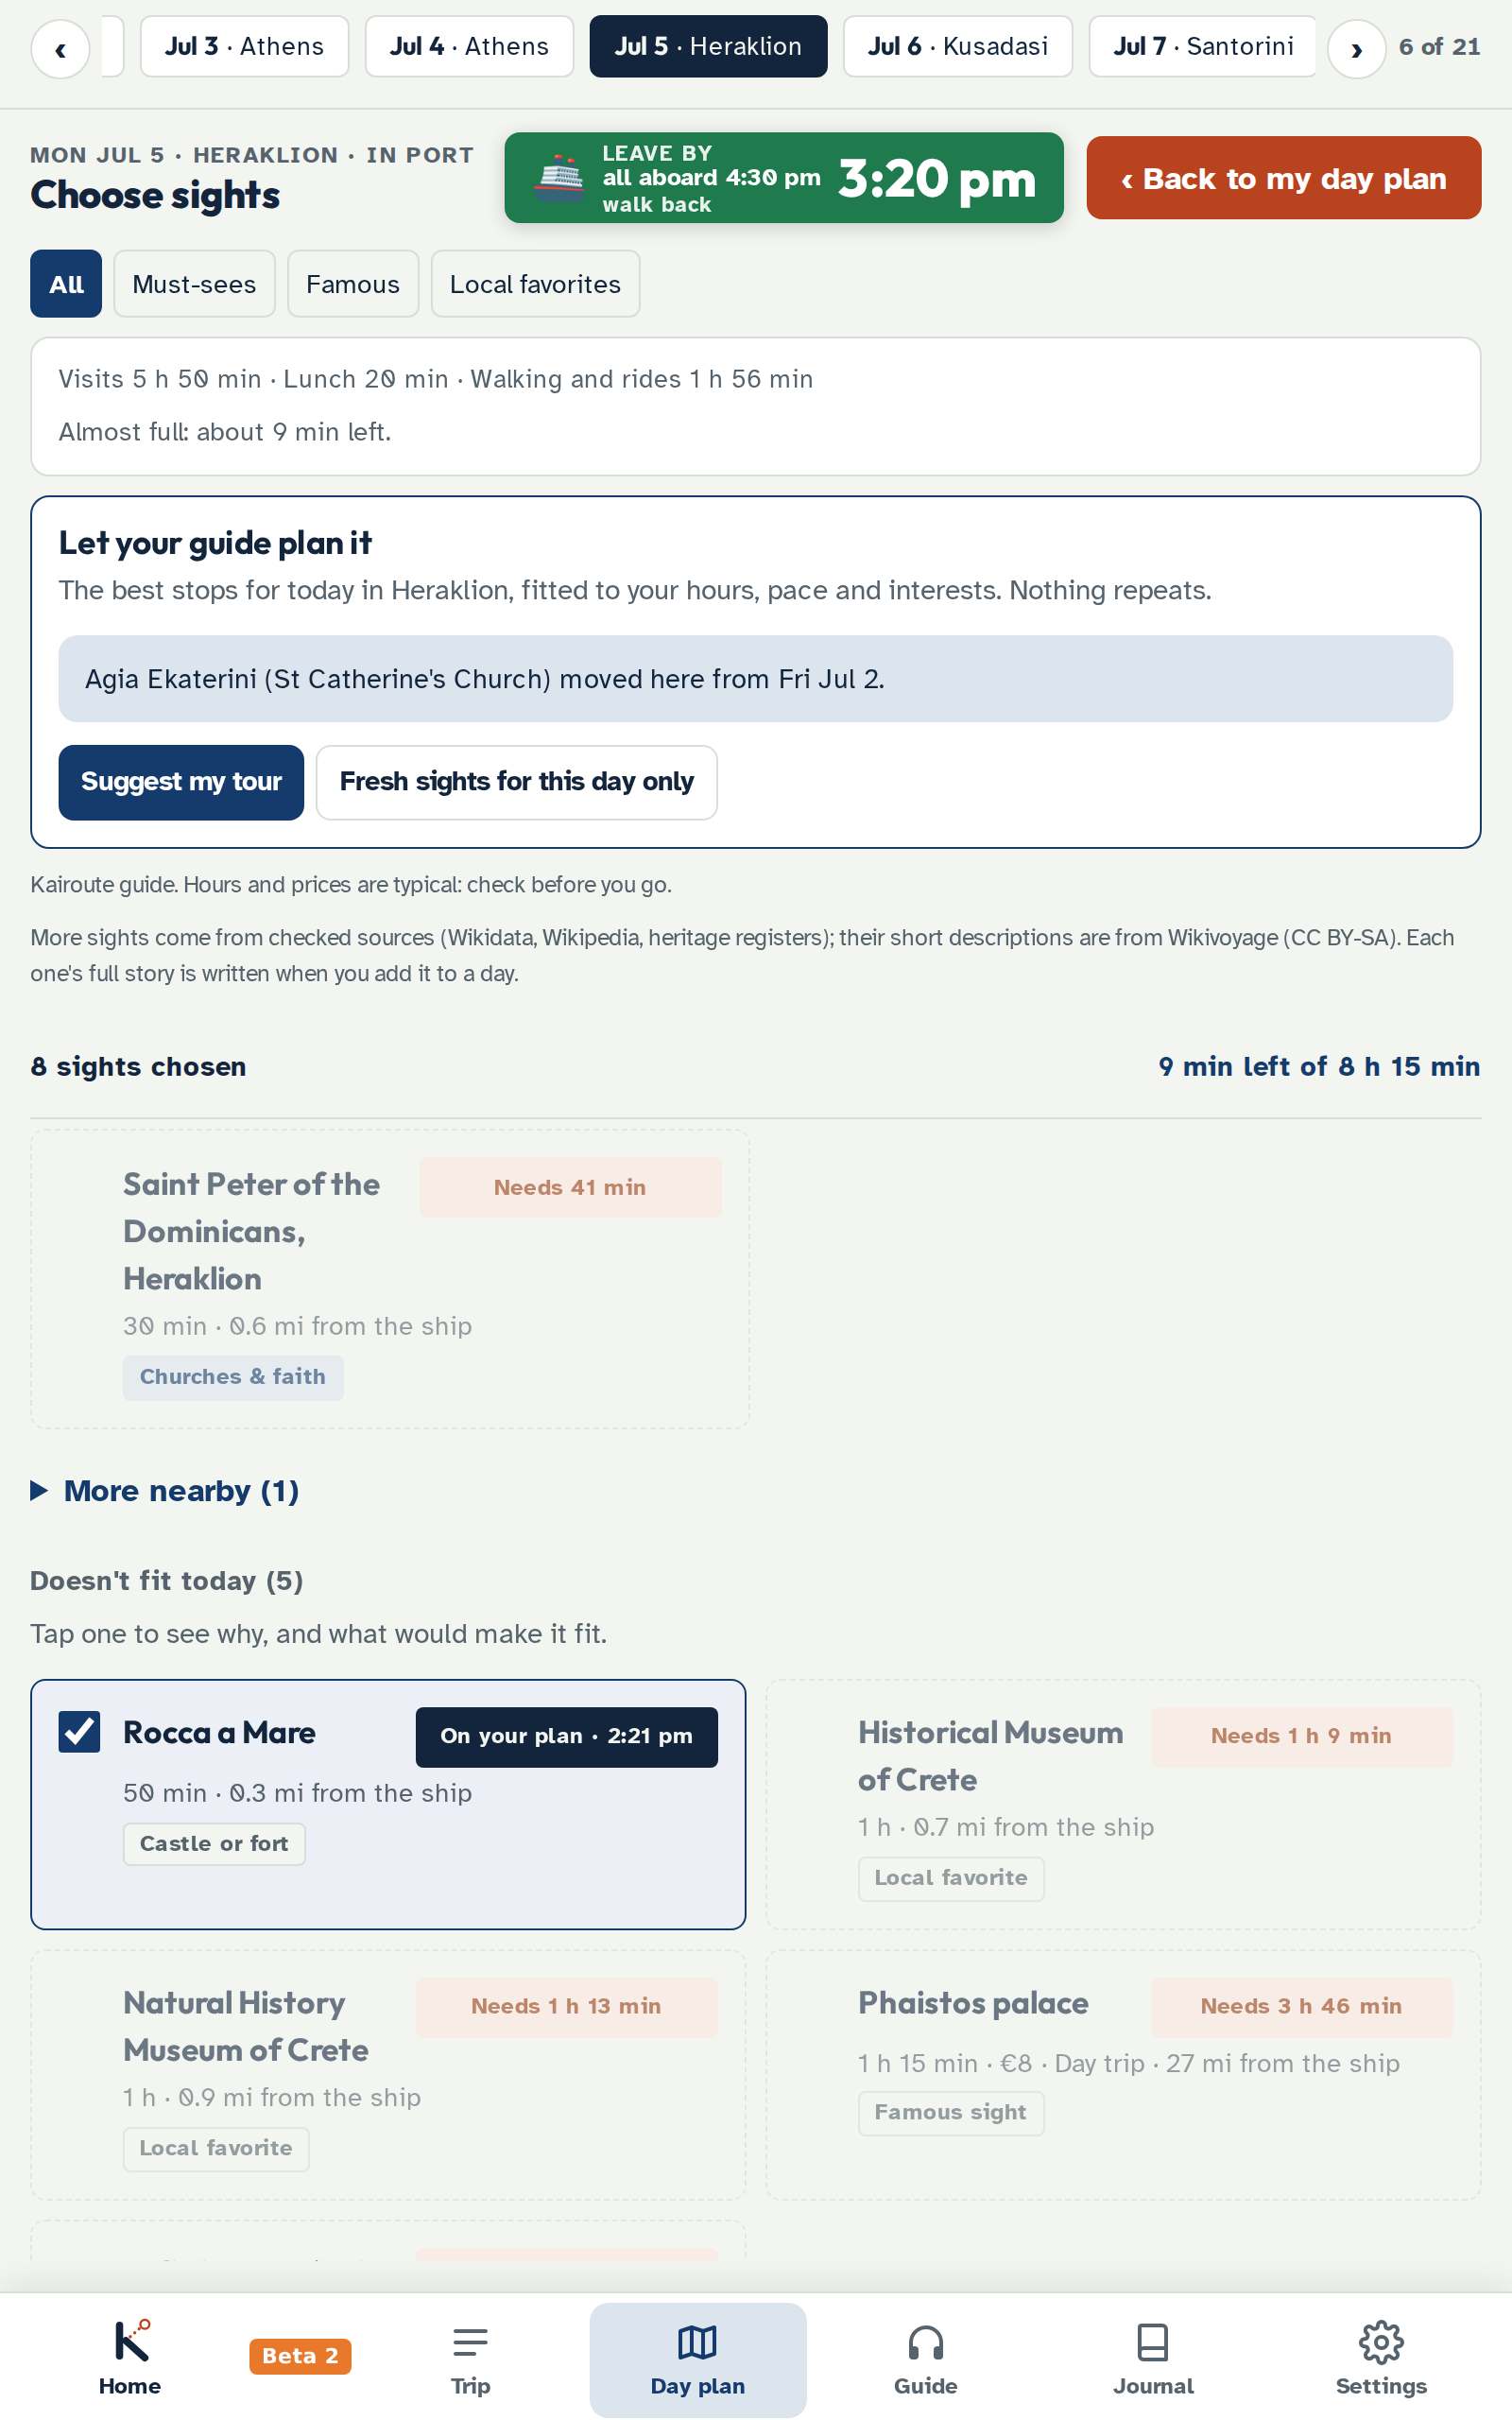 ‹
Jul 3 · Athens
Jul 4 · Athens
Jul 5 · Heraklion
Jul 6 · Kusadasi
Jul 7 · Santorini
›
6 of 21
MON JUL 5 · HERAKLION · IN PORT
Choose sights
LEAVE BY
all aboard 4:30 pm
walk back
3:20 pm
‹ Back to my day plan
All
Must-sees
Famous
Local favorites
Visits 5 h 50 min · Lunch 20 min · Walking and rides 1 h 56 min
Almost full: about 9 min left.
Let your guide plan it
The best stops for today in Heraklion, fitted to your hours, pace and interests. Nothing repeats.
Agia Ekaterini (St Catherine's Church) moved here from Fri Jul 2.
Suggest my tour
Fresh sights for this day only
Kairoute guide. Hours and prices are typical: check before you go.
More sights come from checked sources (Wikidata, Wikipedia, heritage registers); their short descriptions are from Wikivoyage (CC BY-SA). Each
one's full story is written when you add it to a day.
8 sights chosen
9 min left of 8 h 15 min
Saint Peter of the
Dominicans,
Heraklion
Needs 41 min
30 min · 0.6 mi from the ship
Churches & faith
More nearby (1)
Doesn't fit today (5)
Tap one to see why, and what would make it fit.
Rocca a Mare
On your plan · 2:21 pm
50 min · 0.3 mi from the ship
Castle or fort
Historical Museum
of Crete
Needs 1 h 9 min
1 h · 0.7 mi from the ship
Local favorite
Natural History
Museum of Crete
Needs 1 h 13 min
1 h · 0.9 mi from the ship
Local favorite
Phaistos palace
Needs 3 h 46 min
1 h 15 min · €8 · Day trip · 27 mi from the ship
Famous sight
Home
Beta 2
Trip
Day plan
Guide
Journal
Settings